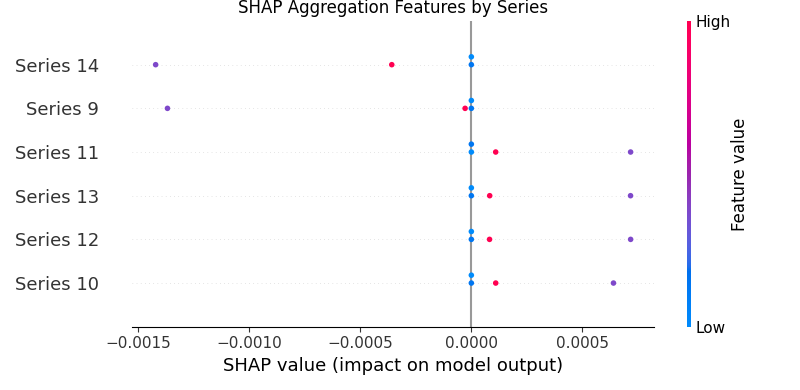 SHAP Aggregation Features by Series
High
Series 14
Series 9
Series 11
Series 13
Series 12
Series 10
Feature value
Low
−0.0015 −0.0010 −0.0005 0.0000 0.0005
SHAP value (impact on model output)